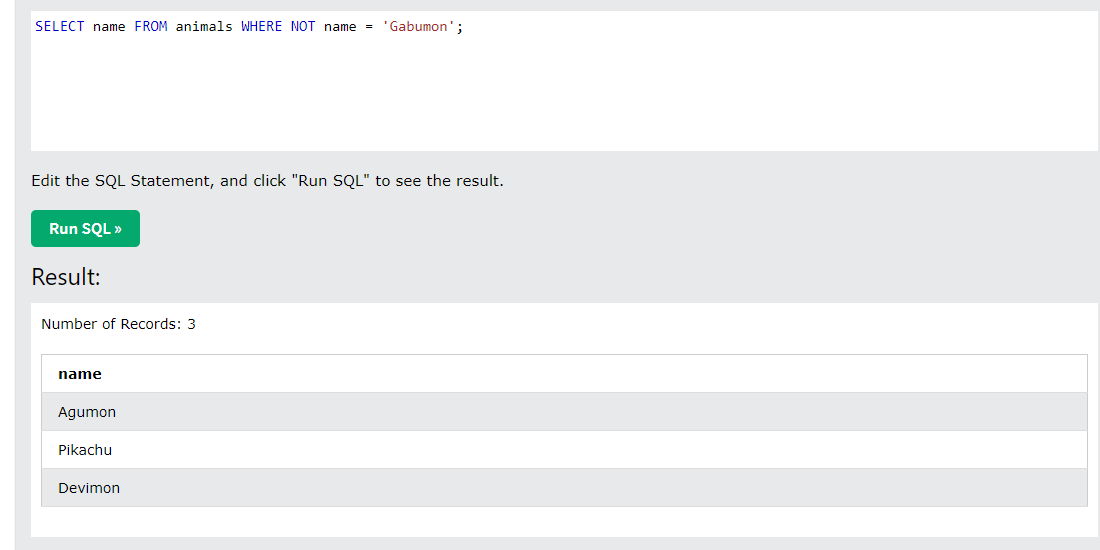 SELECT name FROM animals WHERE NOT name = 'Gabumon';
Edit the SQL Statement, and click "Run SQL" to see the result.
Run SQL »
Result:
Number of Records: 3
name
Agumon
Pikachu
Devimon